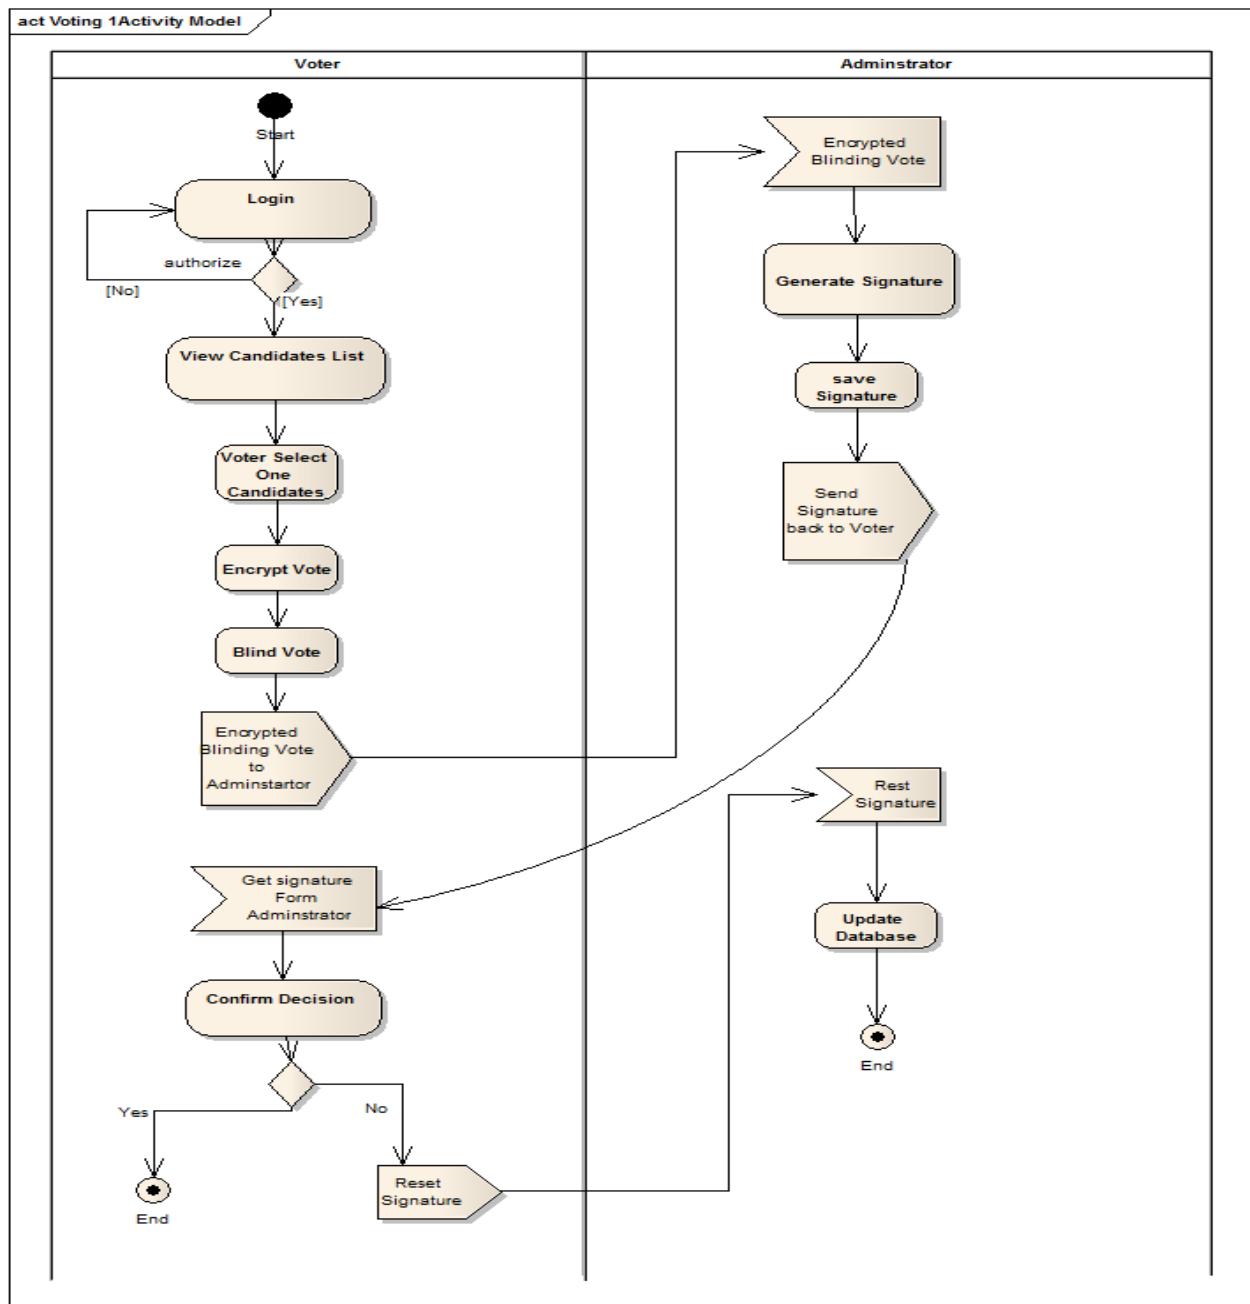 act Voting 1Activity Model
Voter
Adminstrator
Start
Login
authorize
[No]
[Yes]
View Candidates List
Voter Select
One
Candidates
Encrypt Vote
Blind Vote
Encrypted
Blinding Vote
to
Adminstartor
Get signature
Form
Adminstrator
Confirm Decision
Yes
No
End
Reset
Signature
Encrypted
Blinding Vote
Generate Signature
save
Signature
Send
Signature
back to Voter
Rest
Signature
Update
Database
End